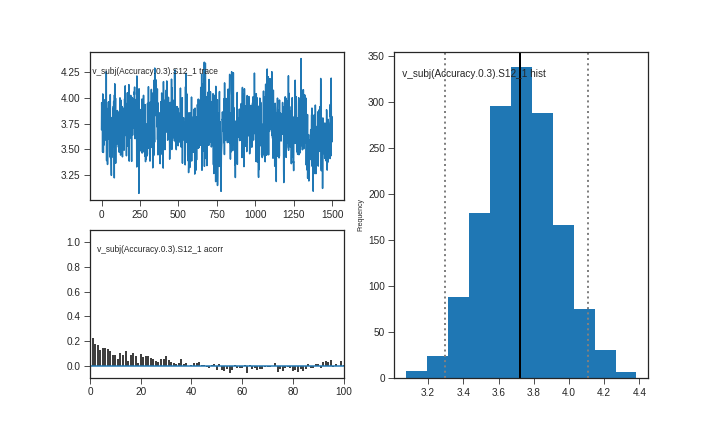 v_subj(Accuracy.0.3).S12_1 trace
4.25
4.00
3.75
3.50
3.25
0 250 500 750 1000 1250 1500
v_subj(Accuracy.0.3).S12_1 acorr
1.0
0.8
0.6
0.4
0.2
0.0
0 20 40 60 80 100
v_subj(Accuracy.0.3).S12_1 hist
Frequency
350
300
250
200
150
100
50
0
3.2 3.4 3.6 3.8 4.0 4.2 4.4